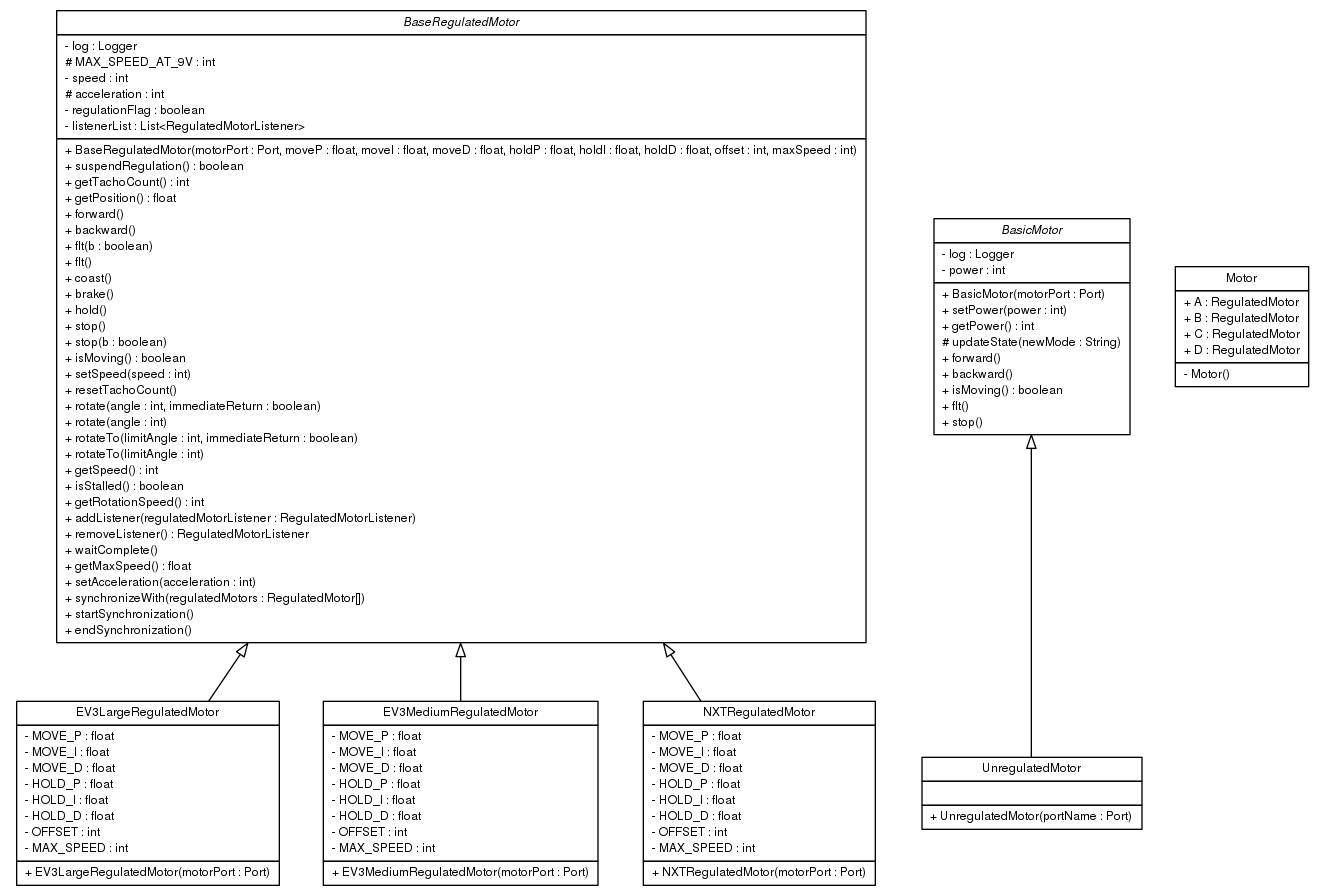 BaseRegulatedMotor
- log : Logger
# MAX_SPEED_AT_9V : int
- speed : int
# acceleration : int
- regulationFlag : boolean
- listenerList : List<RegulatedMotorListener>
+ BaseRegulatedMotor(motorPort : Port, moveP : float, moveI : float, moveD : float, holdP : float, holdI : float, holdD : float, offset : int, maxSpeed : int)
+ suspendRegulation() : boolean
+ getTachoCount() : int
+ getPosition() : float
+ forward()
+ backward()
+ flt(b : boolean)
+ flt()
+ coast()
+ brake()
+ hold()
+ stop()
+ stop(b : boolean)
+ isMoving() : boolean
+ setSpeed(speed : int)
+ resetTachoCount()
+ rotate(angle : int, immediateReturn : boolean)
+ rotate(angle : int)
+ rotateTo(limitAngle : int, immediateReturn : boolean)
+ rotateTo(limitAngle : int)
+ getSpeed() : int
+ isStalled() : boolean
+ getRotationSpeed() : int
+ addListener(regulatedMotorListener : RegulatedMotorListener)
+ removeListener() : RegulatedMotorListener
+ waitComplete()
+ getMaxSpeed() : float
+ setAcceleration(acceleration : int)
+ synchronizeWith(regulatedMotors : RegulatedMotor[])
+ startSynchronization()
+ endSynchronization()
BasicMotor
- log : Logger
- power : int
+ BasicMotor(motorPort : Port)
+ setPower(power : int)
+ getPower() : int
# updateState(newMode : String)
+ forward()
+ backward()
+ isMoving() : boolean
+ flt()
+ stop()
Motor
+ A : RegulatedMotor
+ B : RegulatedMotor
+ C : RegulatedMotor
+ D : RegulatedMotor
- Motor()
EV3LargeRegulatedMotor
- MOVE_P : float
- MOVE_I : float
- MOVE_D : float
- HOLD_P : float
- HOLD_I : float
- HOLD_D : float
- OFFSET : int
- MAX_SPEED : int
+ EV3LargeRegulatedMotor(motorPort : Port)
EV3MediumRegulatedMotor
- MOVE_P : float
- MOVE_I : float
- MOVE_D : float
- HOLD_P : float
- HOLD_I : float
- HOLD_D : float
- OFFSET : int
- MAX_SPEED : int
+ EV3MediumRegulatedMotor(motorPort : Port)
NXTRegulatedMotor
- MOVE_P : float
- MOVE_I : float
- MOVE_D : float
- HOLD_P : float
- HOLD_I : float
- HOLD_D : float
- OFFSET : int
- MAX_SPEED : int
+ NXTRegulatedMotor(motorPort : Port)
UnregulatedMotor
+ UnregulatedMotor(portName : Port)